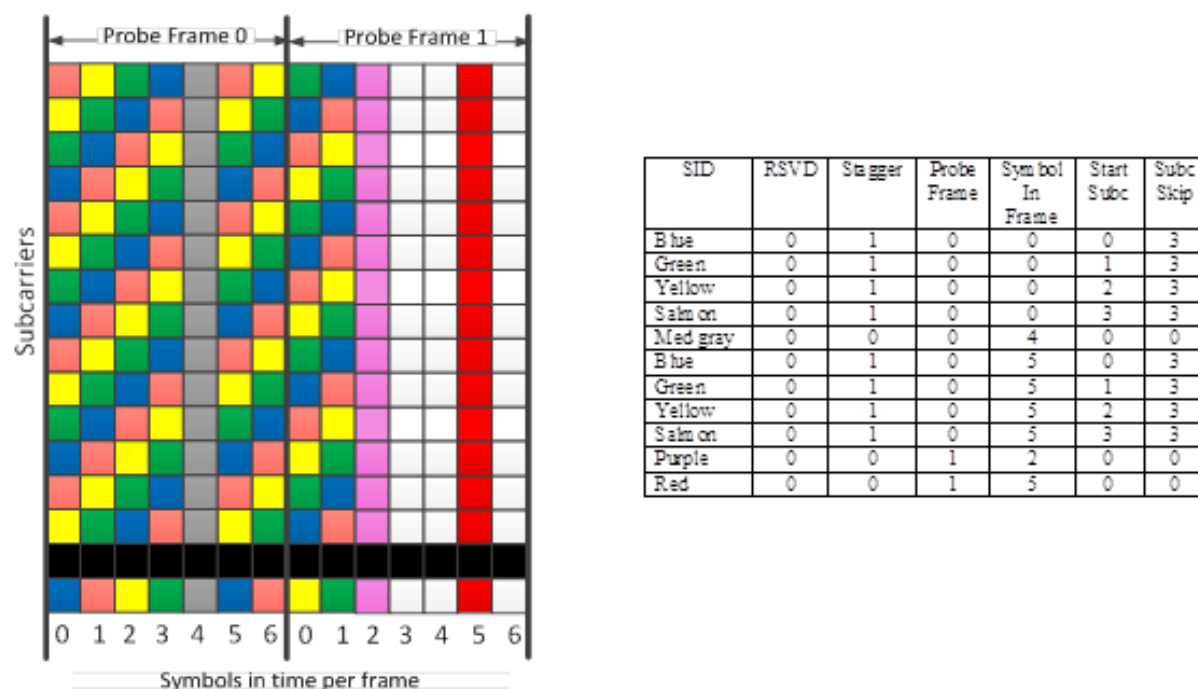 Probe Frame 0 Probe Frame 1
Subcarriers
0 1 2 3 4 5 6 0 1 2 3 4 5 6
Symbols in time per frame
SID RSVD Stagger Probe Frame Symbol In Frame Start Subc Subc Skip
Blue 0 1 0 0 0 3
Green 0 1 0 0 1 3
Yellow 0 1 0 0 2 3
Salmon 0 1 0 0 3 3
Med gray 0 0 0 4 0 0
Blue 0 1 0 5 0 3
Green 0 1 0 5 1 3
Yellow 0 1 0 5 2 3
Salmon 0 1 0 5 3 3
Purple 0 0 1 2 0 0
Red 0 0 1 5 0 0